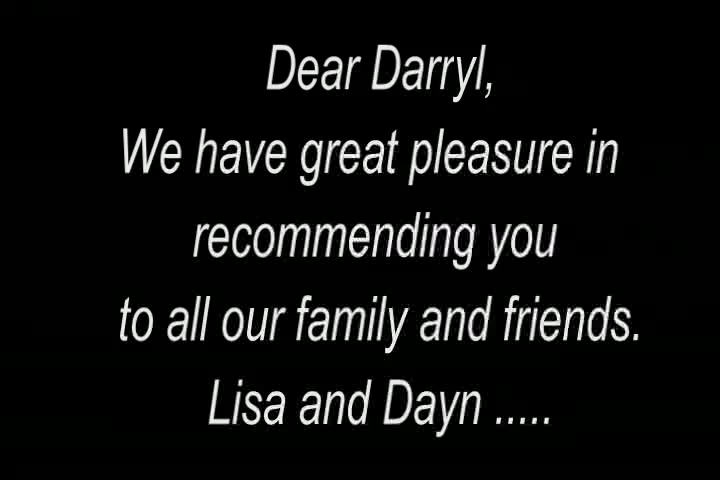 Dear Darryl,
We have great pleasure in
recommending you
to all our family and friends.
Lisa and Dayn .....